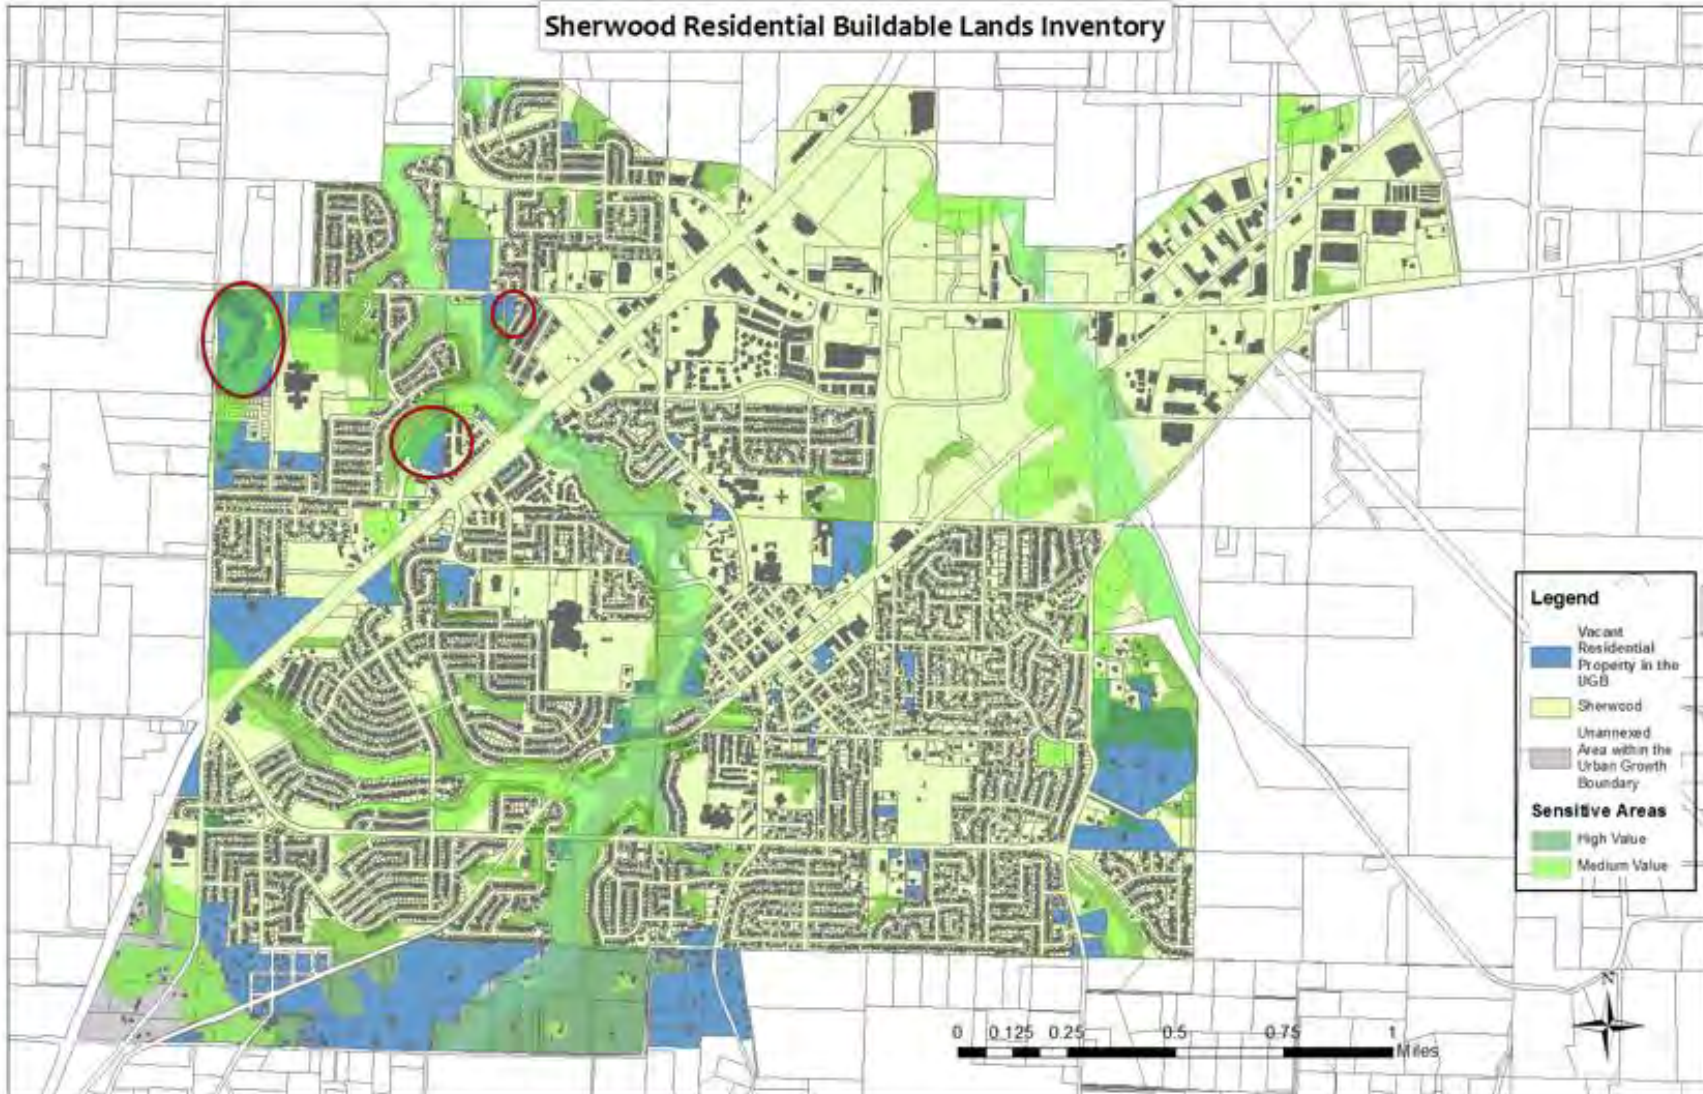 Sherwood Residential Buildable Lands Inventory
Legend
Vacant
Residential
Property in the
UGB
Sherwood
Unannexed
Area within the
Urban Growth
Boundary
Sensitive Areas
High Value
Medium Value
N
0 0.125 0.25 0.5 0.75 1
Miles